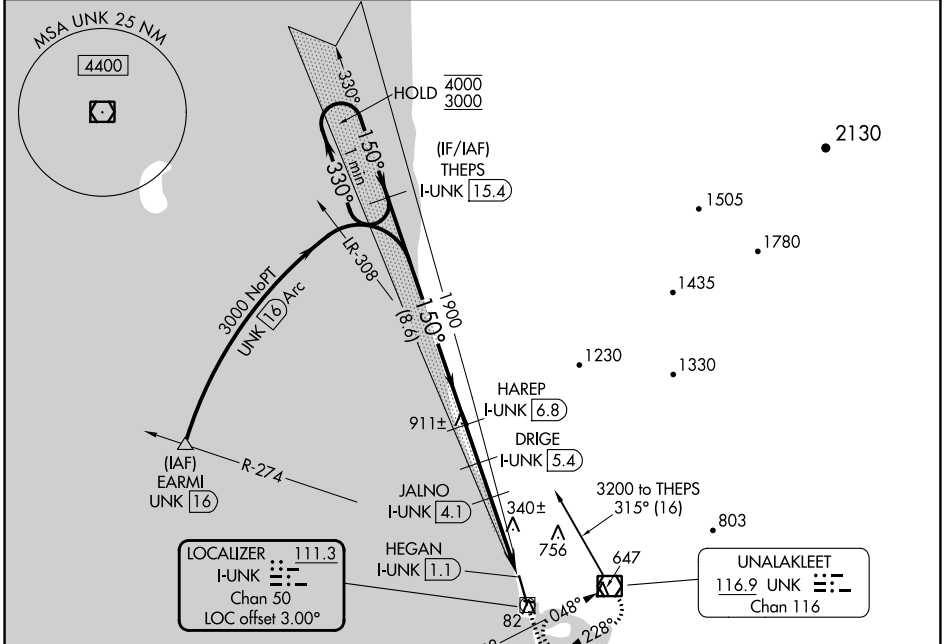 MSA UNK 25 NM
4400
330°
HOLD 4000
3000
150°
1 min
330°
(IF/IAF)
THEPS
I-UNK 15.4
2130
1505
1780
1435
LR-308
3000 NoPT
UNK 16 Arc
(8.6)
150°
1900
1230
1330
HAREP
I-UNK 6.8
911±
DRIGE
I-UNK 5.4
(IAF)
EARMI
UNK 16
R-274
JALNO
I-UNK 4.1
340±
3200 to THEPS
315° (16)
756
803
HEGAN
I-UNK 1.1
647
LOCALIZER 111.3
I-UNK
Chan 50
LOC offset 3.00°
UNALAKLEET
116.9 UNK
Chan 116
82
048°
228°